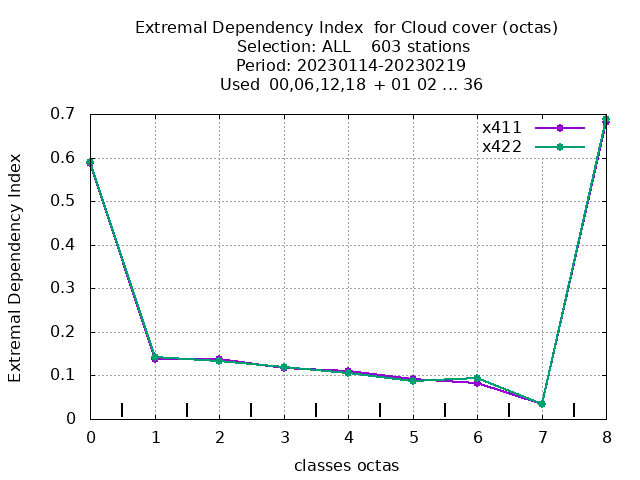 Extremal Dependency Index  for Cloud cover (octas)
Selection: ALL    603 stations
Period: 20230114-20230219
Used  00,06,12,18  + 01 02 ... 36
x411
x422
Extremal Dependency Index
0.7
0.6
0.5
0.4
0.3
0.2
0.1
0
0 1 2 3 4 5 6 7 8
classes octas